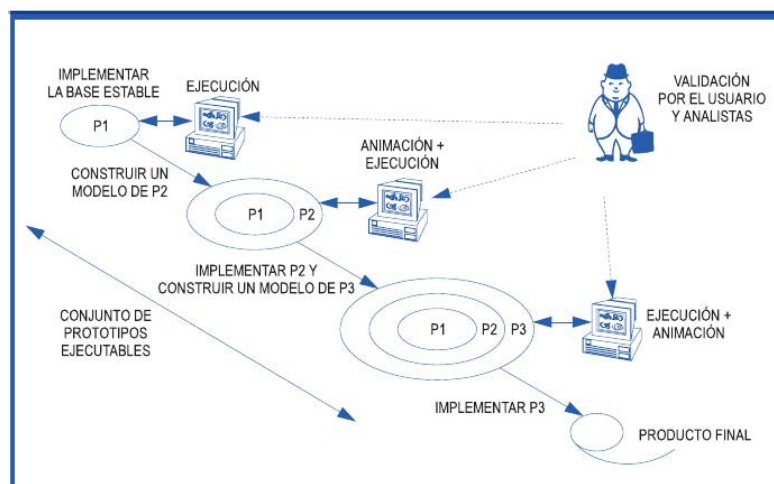 IMPLEMENTAR
LA BASE ESTABLE
EJECUCIÓN
P1
VALIDACIÓN
POR EL USUARIO
Y ANALISTAS
ANIMACIÓN +
EJECUCIÓN
CONSTRUIR UN
MODELO DE P2
P1
P2
IMPLEMENTAR P2 Y
CONSTRUIR UN MODELO DE P3
CONJUNTO DE
PROTOTIPOS
EJECUTABLES
P1
P2
P3
EJECUCIÓN +
ANIMACIÓN
IMPLEMENTAR P3
PRODUCTO FINAL